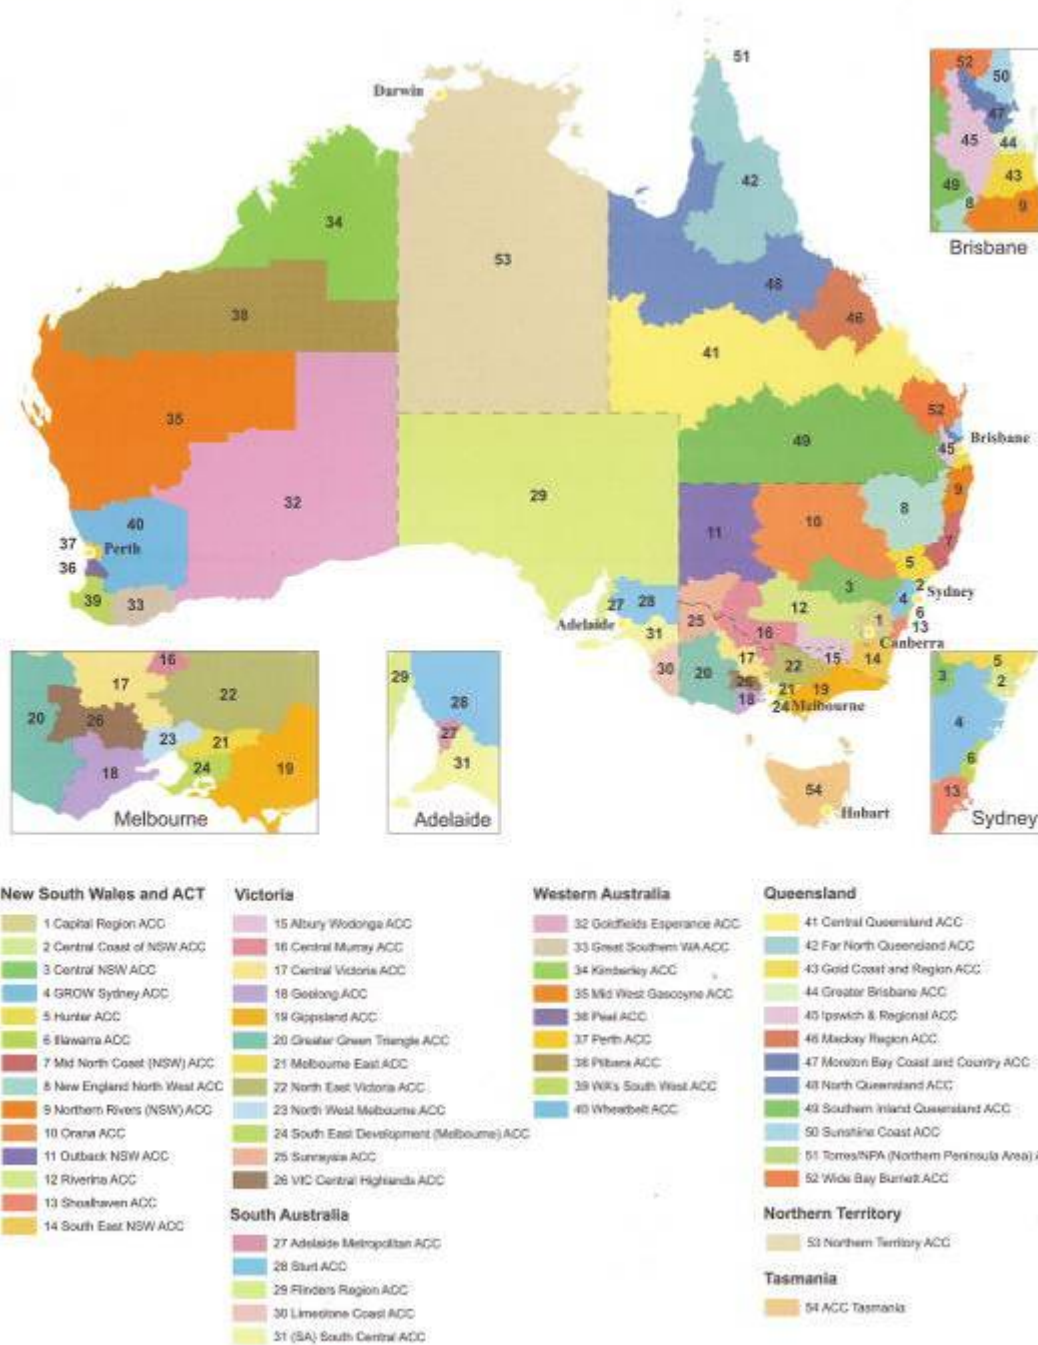 51
Darwin
52
50
47
45
44
43
49
8
9
Brisbane
42
34
53
48
38
46
41
35
52
49
45
Brisbane
9
29
32
8
11
10
40
7
37
Perth
5
36
3
2
Sydney
39
33
27
28
12
4
6
25
1
13
Adelaide
31
16
Canberra
30
20
17
15
14
22
26
21
19
18
24
Melbourne
54
Hobart
16
17
22
20
26
23
21
18
24
19
Melbourne
29
28
27
31
Adelaide
5
3
2
4
6
13
Sydney
New South Wales and ACT
1 Capital Region ACC
2 Central Coast of NSW ACC
3 Central NSW ACC
4 GROW Sydney ACC
5 Hunter ACC
6 Illawarra ACC
7 Mid North Coast (NSW) ACC
8 New England North West ACC
9 Northern Rivers (NSW) ACC
10 Orana ACC
11 Outback NSW ACC
12 Riverina ACC
13 Shoalhaven ACC
14 South East NSW ACC
Victoria
15 Albury Wodonga ACC
16 Central Murray ACC
17 Central Victoria ACC
18 Geelong ACC
19 Gippsland ACC
20 Greater Green Triangle ACC
21 Melbourne East ACC
22 North East Victoria ACC
23 North West Melbourne ACC
24 South East Development (Melbourne) ACC
25 Sunraysia ACC
26 VIC Central Highlands ACC
South Australia
27 Adelaide Metropolitan ACC
28 Sturt ACC
29 Flinders Region ACC
30 Limestone Coast ACC
31 (SA) South Central ACC
Western Australia
32 Goldfields Esperance ACC
33 Great Southern WA ACC
34 Kimberley ACC
35 Mid West Gascoyne ACC
36 Peel ACC
37 Perth ACC
38 Pilbara ACC
39 WA's South West ACC
40 Wheatbelt ACC
Queensland
41 Central Queensland ACC
42 Far North Queensland ACC
43 Gold Coast and Region ACC
44 Greater Brisbane ACC
45 Ipswich & Regional ACC
46 Mackay Region ACC
47 Moreton Bay Coast and Country ACC
48 North Queensland ACC
49 Southern Inland Queensland ACC
50 Sunshine Coast ACC
51 Torres/NPA (Northern Peninsula Area)
52 Wide Bay Burnett ACC
Northern Territory
53 Northern Territory ACC
Tasmania
54 ACC Tasmania